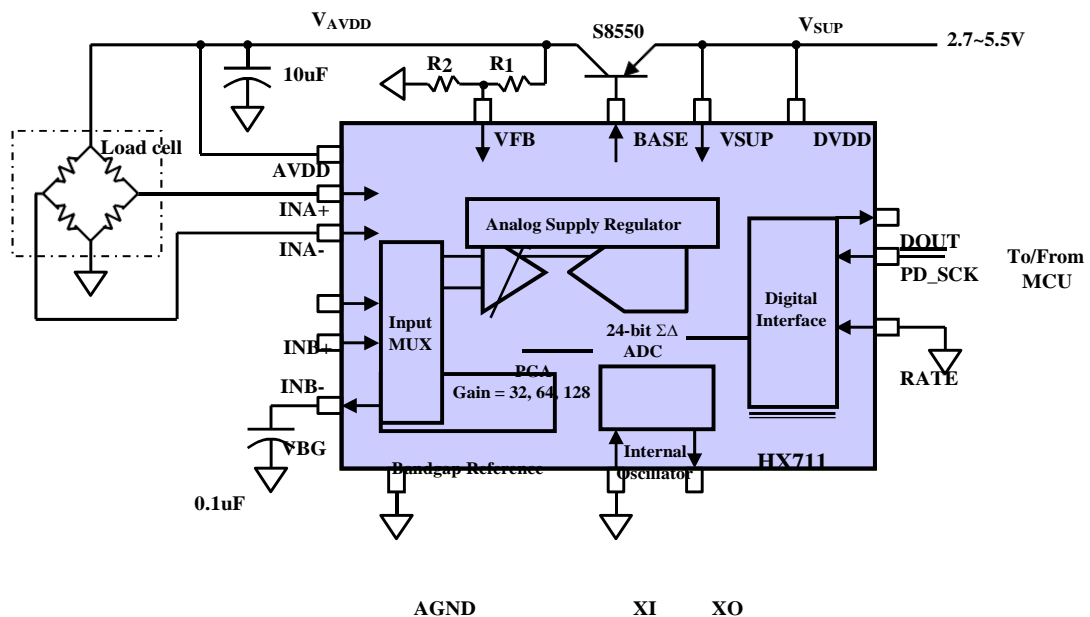 V_AVDD
S8550
V_SUP
2.7~5.5V
R2
R1
10uF
VFB
BASE
VSUP
DVDD
Load cell
AVDD
INA+
INA-
Analog Supply Regulator
DOUT
PD_SCK
To/From
MCU
Input
MUX
24-bit ΣΔ
ADC
Digital
Interface
INB+
PGA
Gain = 32, 64, 128
RATE
INB-
VBG
Internal
Oscillator
HX711
Bandgap Reference
0.1uF
AGND
XI
XO